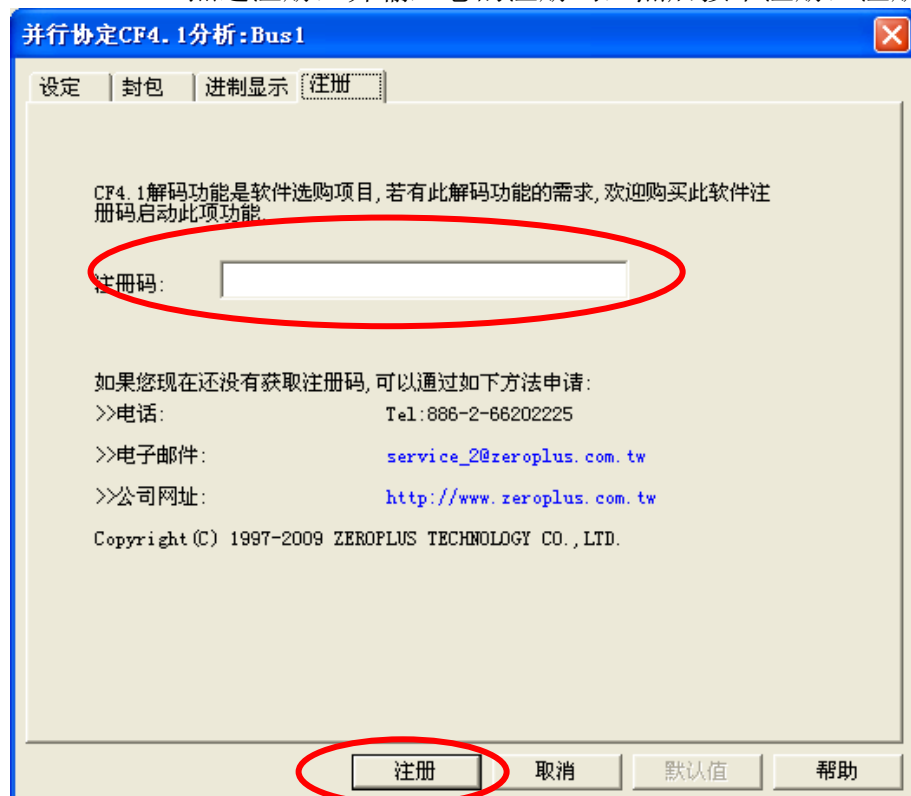 并行协定CF4.1分析:Bus1
设定 封包 进制显示 注册
CF4.1解码功能是软件选购项目,若有此解码功能的需求,欢迎购买此软件注
册码启动此项功能.
注册码:
如果您现在还没有获取注册码,可以通过如下方法申请:
>>电话: Tel:886-2-66202225
>>电子邮件: service_2@zeroplus.com.tw
>>公司网址: http://www.zeroplus.com.tw
Copyright(C) 1997-2009 ZEROPLUS TECHNOLOGY CO.,LTD.
注册 取消 默认值 帮助